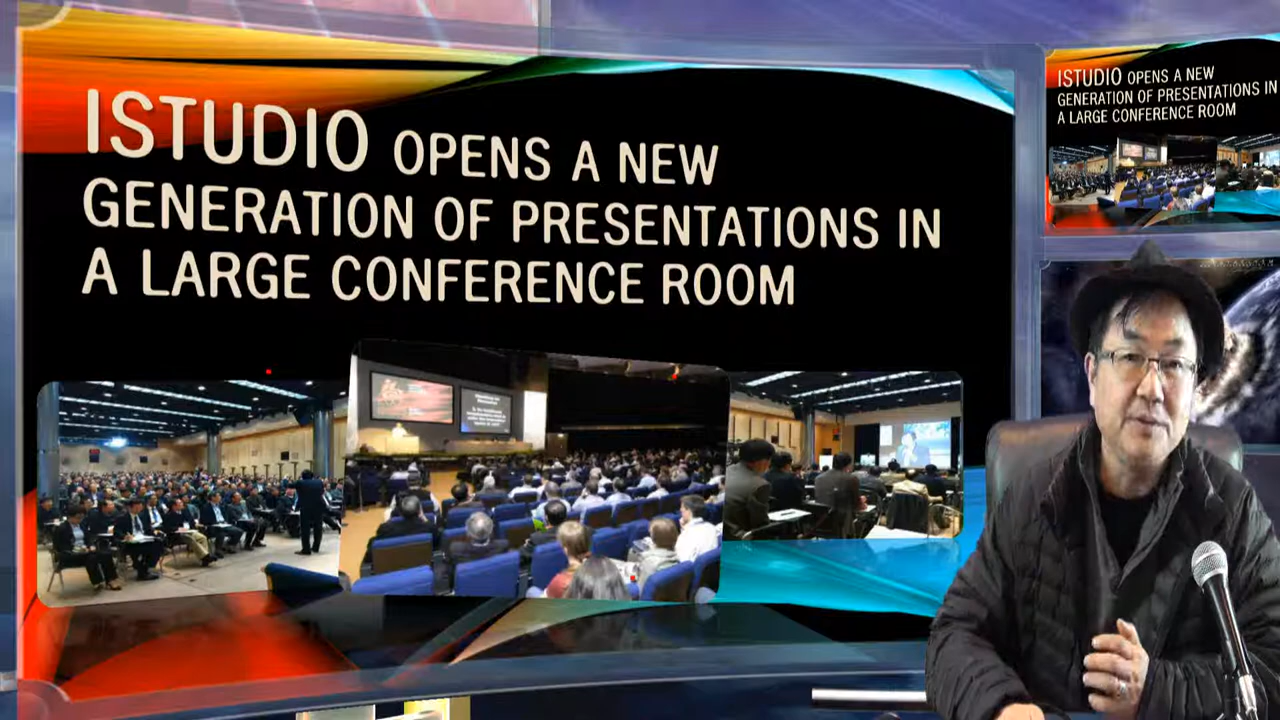 ISTUDIO OPENS A NEW
GENERATION OF PRESENTATIONS IN
A LARGE CONFERENCE ROOM
ISTUDIO OPENS A NEW
GENERATION OF PRESENTATIONS IN
A LARGE CONFERENCE ROOM